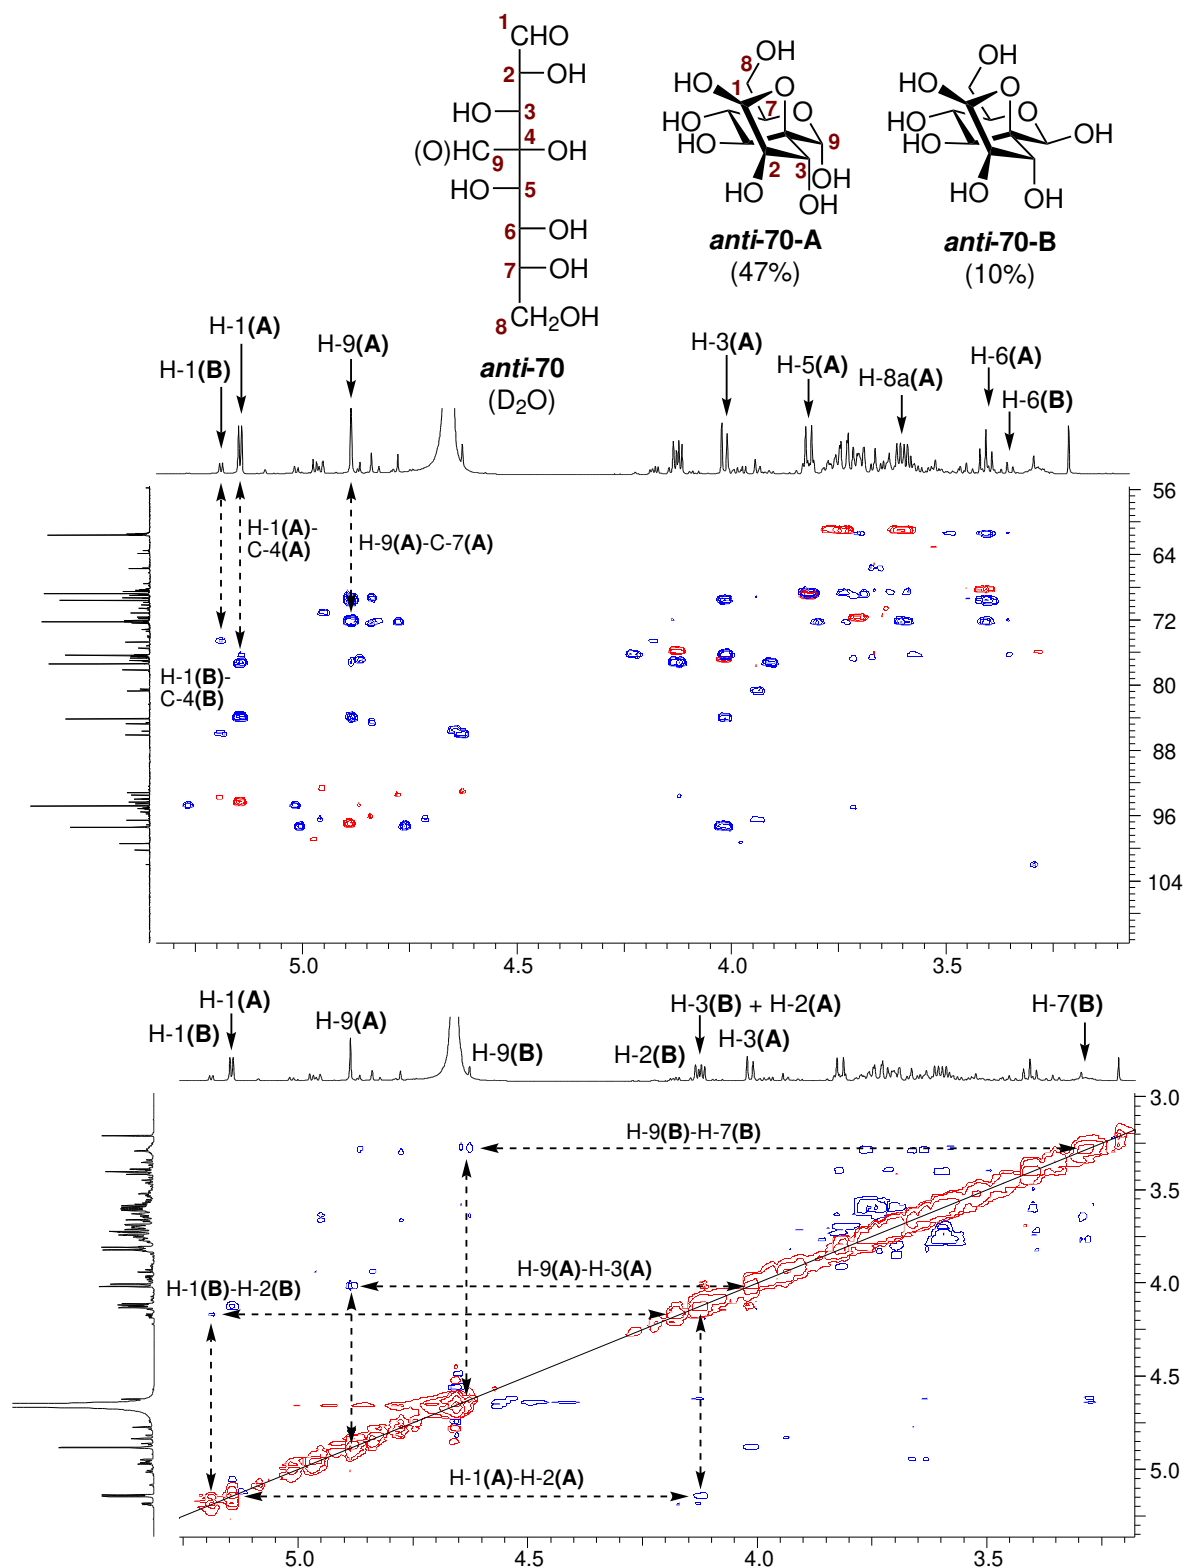 1
CHO
2
OH
HO
3
4
(O)HC
OH
9
HO
5
6
OH
7
OH
8
CH2OH
anti-70
(D2O)
OH
8
HO
1
O
HO
7
O
HO
9
2
3
HO
OH
OH
anti-70-A
(47%)
OH
HO
O
HO
O
OH
HO
HO
OH
anti-70-B
(10%)
H-1(B)
H-1(A)
H-9(A)
H-3(A)
H-5(A)
H-8a(A)
H-6(A)
H-6(B)
H-1(A)-
C-4(A)
H-9(A)-C-7(A)
H-1(B)-
C-4(B)
56
64
72
80
88
96
104
5.0
4.5
4.0
3.5
H-1(A)
H-1(B)
H-9(A)
H-9(B)
H-2(B)
H-3(B) + H-2(A)
H-3(A)
H-7(B)
H-9(B)-H-7(B)
H-9(A)-H-3(A)
H-1(B)-H-2(B)
H-1(A)-H-2(A)
3.0
3.5
4.0
4.5
5.0
5.0
4.5
4.0
3.5